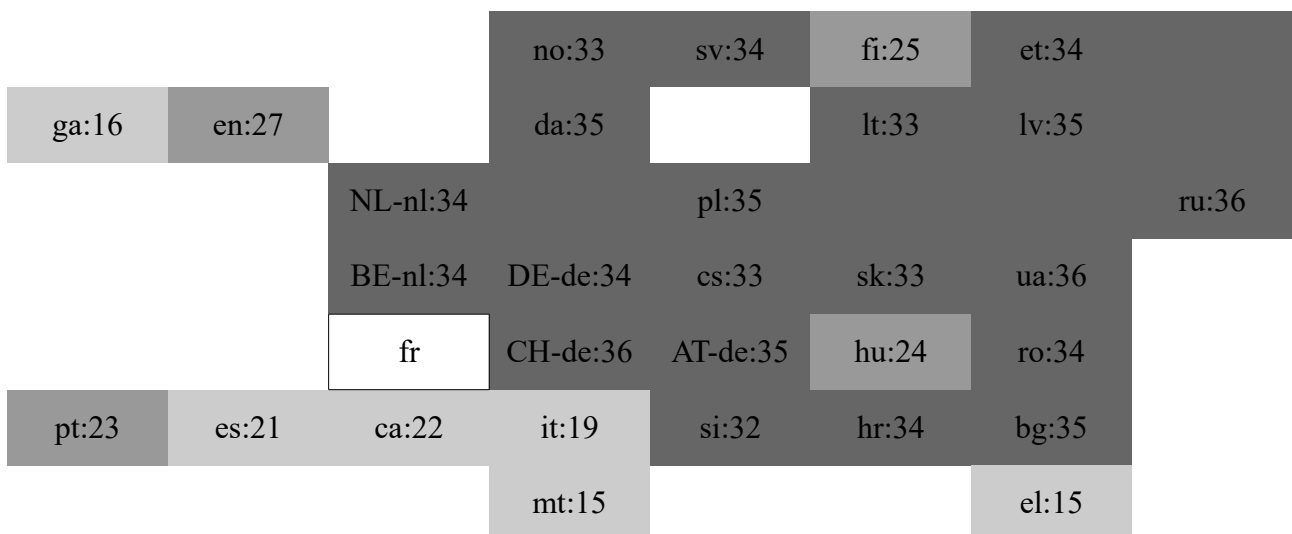 no:33 sv:34 fi:25 et:34
ga:16 en:27 da:35 lt:33 lv:35
NL-nl:34 pl:35 ru:36
BE-nl:34 DE-de:34 cs:33 sk:33 ua:36
fr CH-de:36 AT-de:35 hu:24 ro:34
pt:23 es:21 ca:22 it:19 si:32 hr:34 bg:35
mt:15 el:15